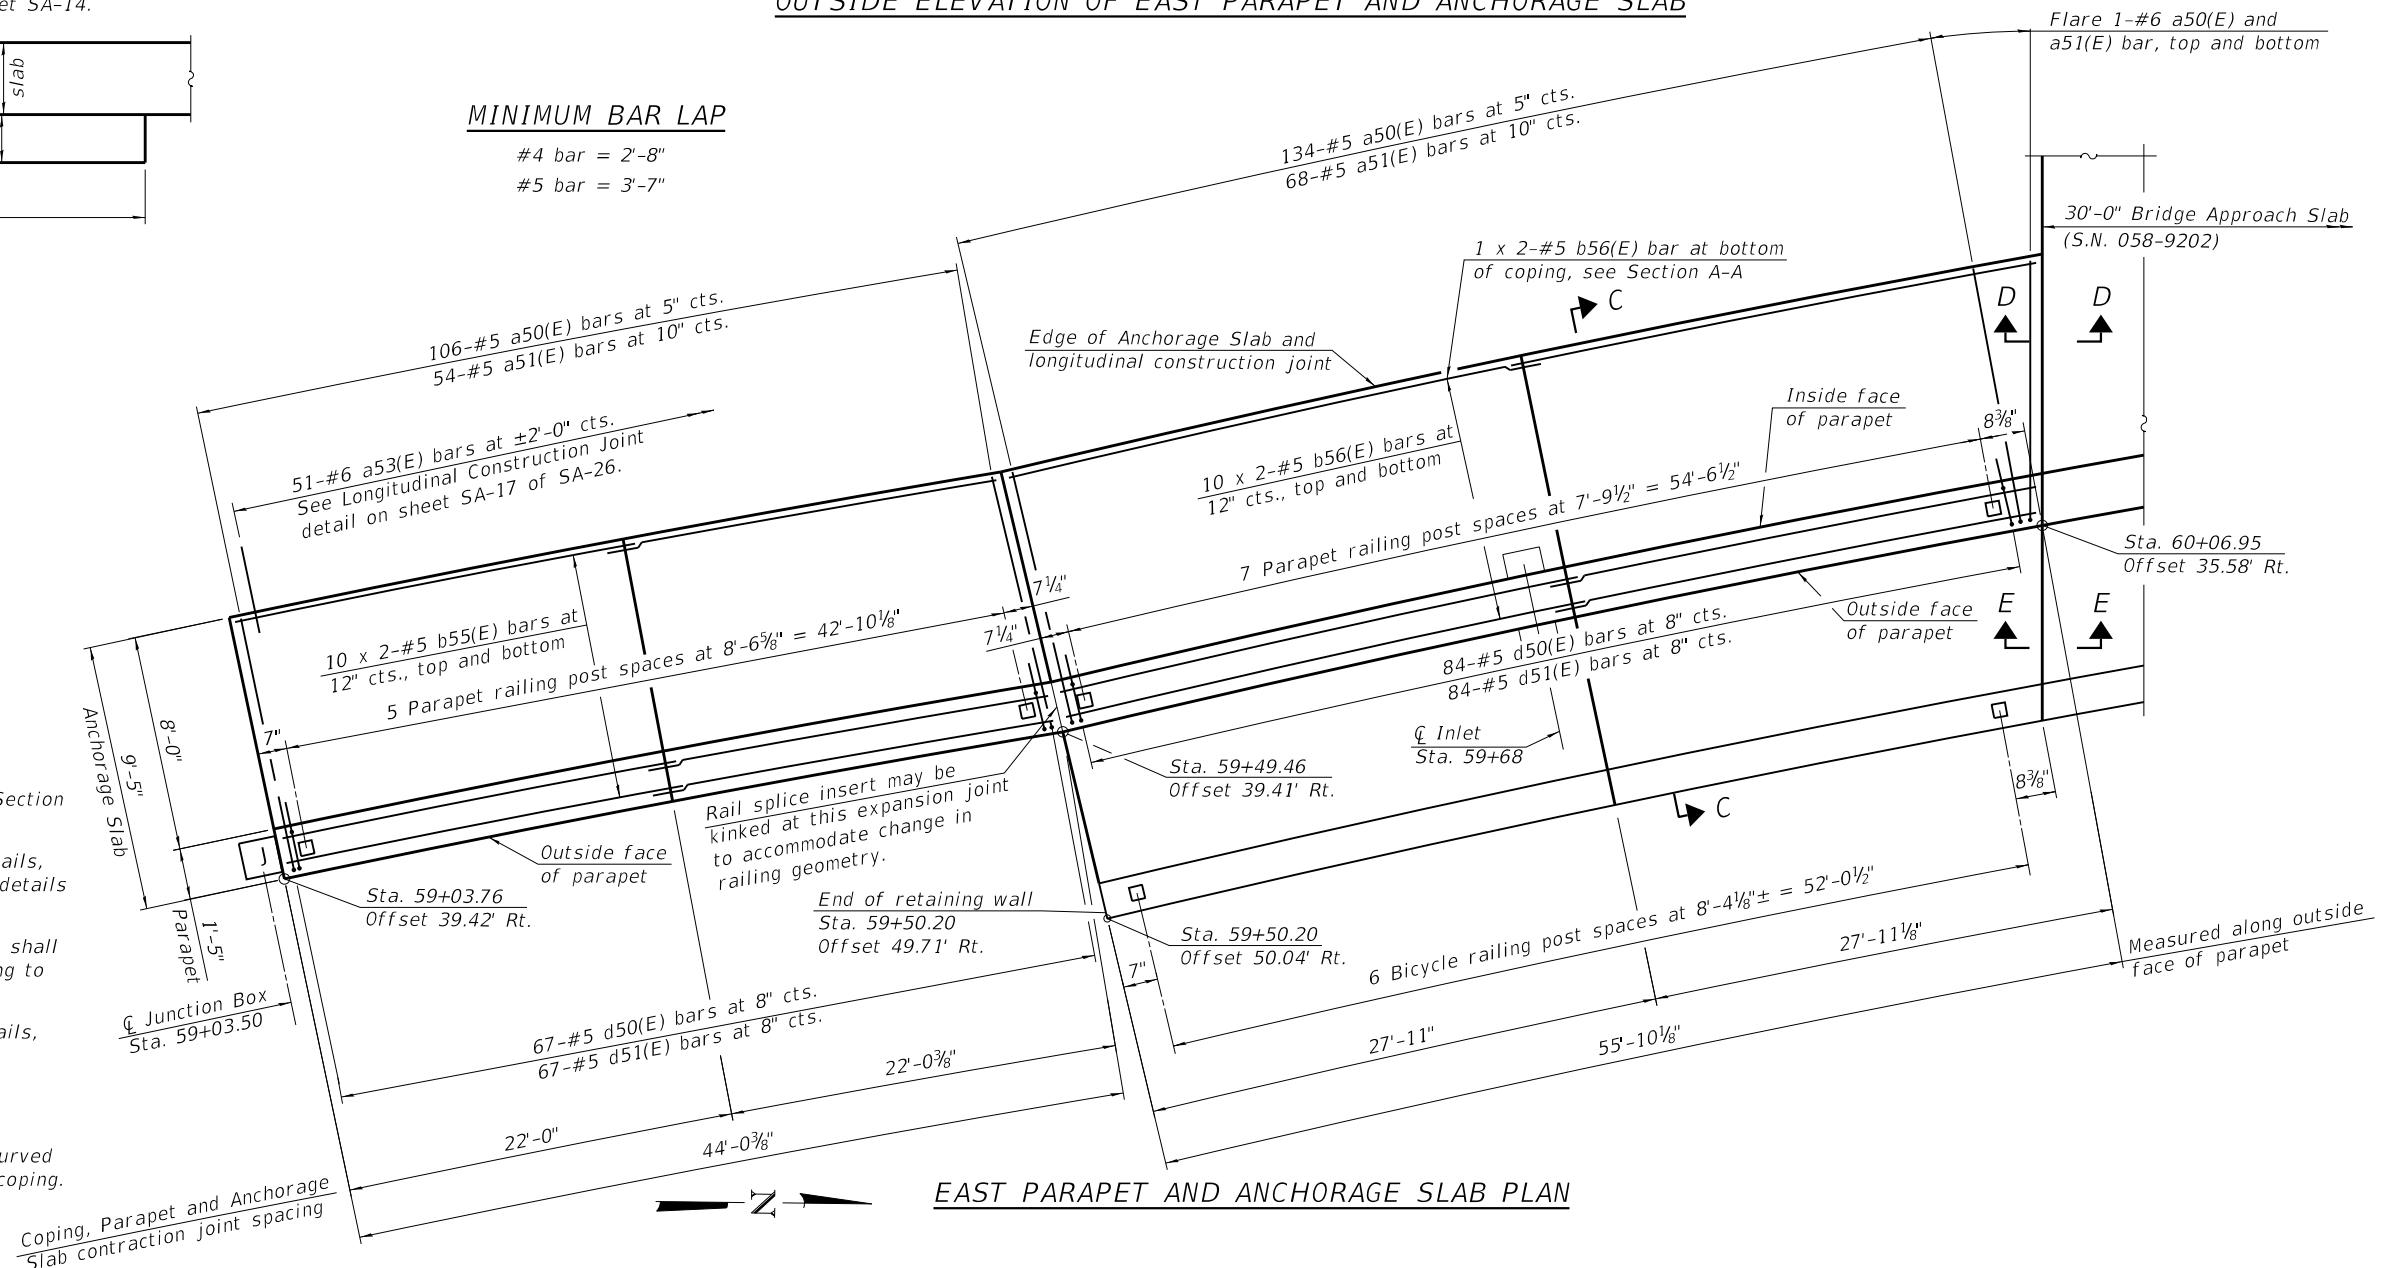 et SA-14.
OUTSIDE ELEVATION OF EAST PARAPET AND ANCHORAGE SLAB
Flare 1-#6 a50(E) and
a51(E) bar, top and bottom
slab
MINIMUM BAR LAP
#4 bar = 2'-8"
#5 bar = 3'-7"
134-#5 a50(E) bars at 5" cts.
68-#5 a51(E) bars at 10" cts.
30'-0" Bridge Approach Slab
(S.N. 058-9202)
1 x 2-#5 b56(E) bar at bottom
of coping, see Section A-A
C
D
D
106-#5 a50(E) bars at 5" cts.
54-#5 a51(E) bars at 10" cts.
Edge of Anchorage Slab and
longitudinal construction joint
Inside face
of parapet
8⅜"
51-#6 a53(E) bars at ±2'-0" cts.
See Longitudinal Construction Joint
detail on sheet SA-17 of SA-26.
10 x 2-#5 b56(E) bars at
12" cts., top and bottom
7 Parapet railing post spaces at 7'-9½" = 54'-6½"
Sta. 60+06.95
Offset 35.58' Rt.
7¼"
7¼"
10 x 2-#5 b55(E) bars at
12" cts., top and bottom
5 Parapet railing post spaces at 8'-6⅝" = 42'-10⅛"
Outside face
of parapet
E
E
84-#5 d50(E) bars at 8" cts.
84-#5 d51(E) bars at 8" cts.
8'-0"
9'-5"
Anchorage Slab
7"
℄ Inlet
Sta. 59+68
Sta. 59+49.46
Offset 39.41' Rt.
Rail splice insert may be
kinked at this expansion joint
to accommodate change in
railing geometry.
8⅜"
C
Section
ails,
details
J
Outside face
of parapet
Sta. 59+03.76
Offset 39.42' Rt.
End of retaining wall
Sta. 59+50.20
Offset 49.71' Rt.
Sta. 59+50.20
Offset 50.04' Rt.
7"
6 Bicycle railing post spaces at 8'-4⅛"± = 52'-0½"
27'-11⅛"
Measured along outside
face of parapet
1'-5"
Parapet
shall
ng to
℄ Junction Box
Sta. 59+03.50
ails,
67-#5 d50(E) bars at 8" cts.
67-#5 d51(E) bars at 8" cts.
22'-0⅜"
27'-11"
55'-10⅛"
22'-0"
44'-0⅜"
urved
coping.
Coping, Parapet and Anchorage
Slab contraction joint spacing
N
EAST PARAPET AND ANCHORAGE SLAB PLAN